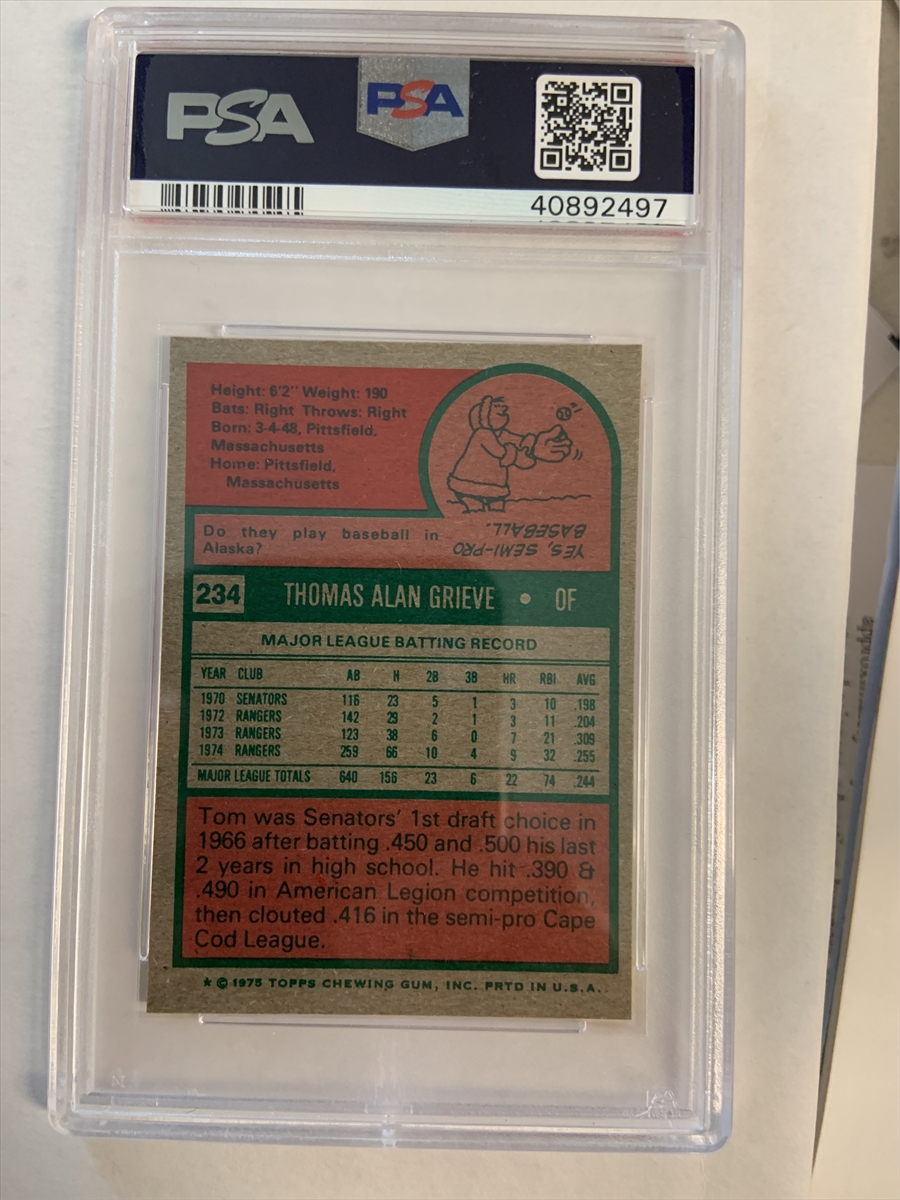 PSA
PSA
40892497
Height: 6'2" Weight: 190
Bats: Right Throws: Right
Born: 3-4-48, Pittsfield,
Massachusetts
Home: Pittsfield,
Massachusetts
Do they play baseball in
Alaska?
YES, SEMI-PRO
BASEBALL.
234 THOMAS ALAN GRIEVE • OF
MAJOR LEAGUE BATTING RECORD
YEAR CLUB AB H 2B 3B HR RBI AVG
1970 SENATORS 116 23 5 1 3 10 .198
1972 RANGERS 142 29 2 1 3 11 .204
1973 RANGERS 123 38 6 0 7 21 .309
1974 RANGERS 259 66 10 4 9 32 .255
MAJOR LEAGUE TOTALS 640 156 23 6 22 74 .244
Tom was Senators' 1st draft choice in
1966 after batting .450 and .500 his last
2 years in high school. He hit .390 &
.490 in American Legion competition,
then clouted .416 in the semi-pro Cape
Cod League.
* © 1975 TOPPS CHEWING GUM, INC. PRTD IN U.S.A.